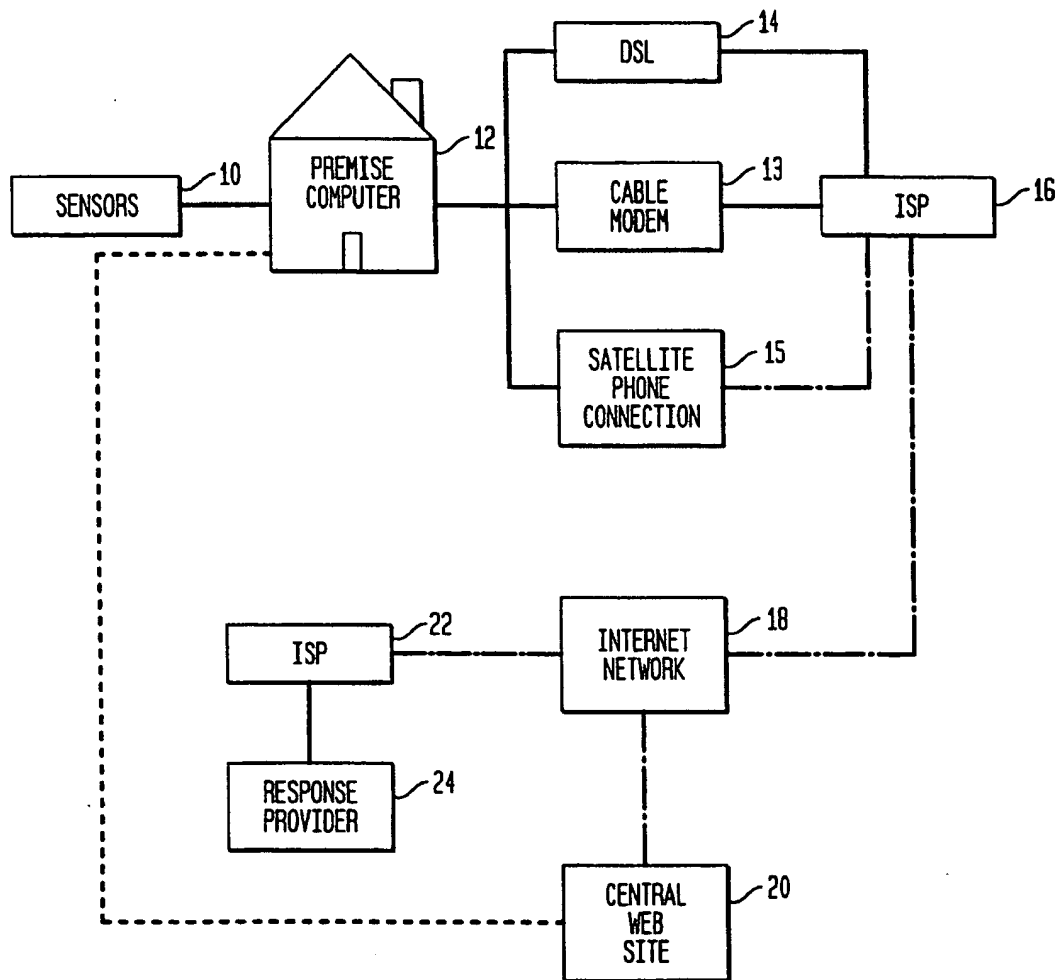 14
DSL
12
PREMISE
COMPUTER
10
SENSORS
13
CABLE
MODEM
16
ISP
15
SATELLITE
PHONE
CONNECTION
22
ISP
18
INTERNET
NETWORK
24
RESPONSE
PROVIDER
20
CENTRAL
WEB
SITE